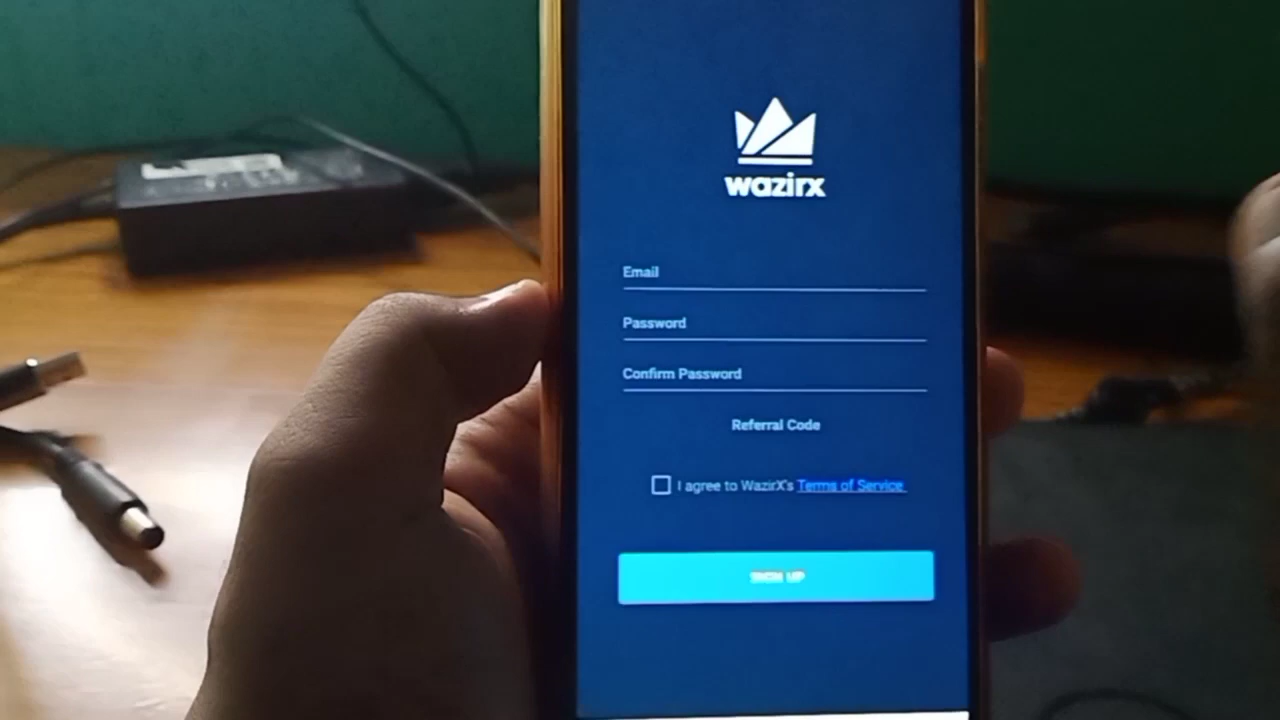 wazirx
Email
Password
Confirm Password
Referral Code
I agree to WazirX's Terms of Service
SIGN UP